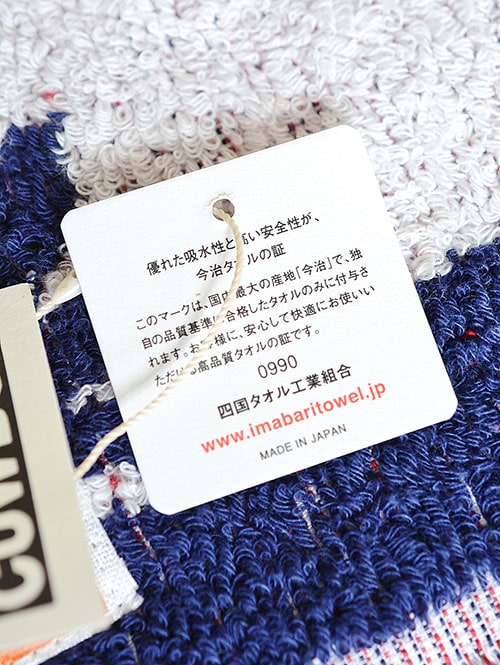 優れた吸水性と高い安全性が、
今治タオルの証
このマークは、国内最大の産地「今治」で、独
自の品質基準に合格したタオルのみに付与さ
れます。お客様に、安心して快適にお使いい
ただける高品質タオルの証です。
0990
四国タオル工業組合
www.imabaritowel.jp
MADE IN JAPAN